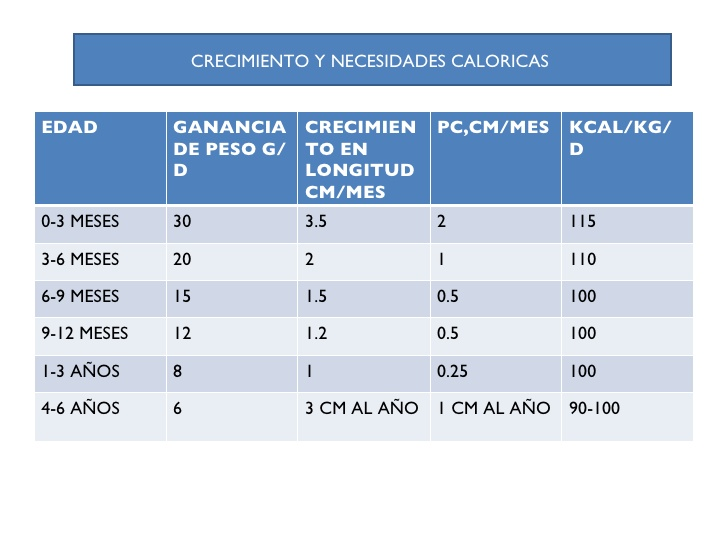 CRECIMIENTO Y NECESIDADES CALORICAS
EDAD GANANCIA DE PESO G/ D CRECIMIEN TO EN LONGITUD CM/MES PC,CM/MES KCAL/KG/ D
0-3 MESES 30 3.5 2 115
3-6 MESES 20 2 1 110
6-9 MESES 15 1.5 0.5 100
9-12 MESES 12 1.2 0.5 100
1-3 AÑOS 8 1 0.25 100
4-6 AÑOS 6 3 CM AL AÑO 1 CM AL AÑO 90-100